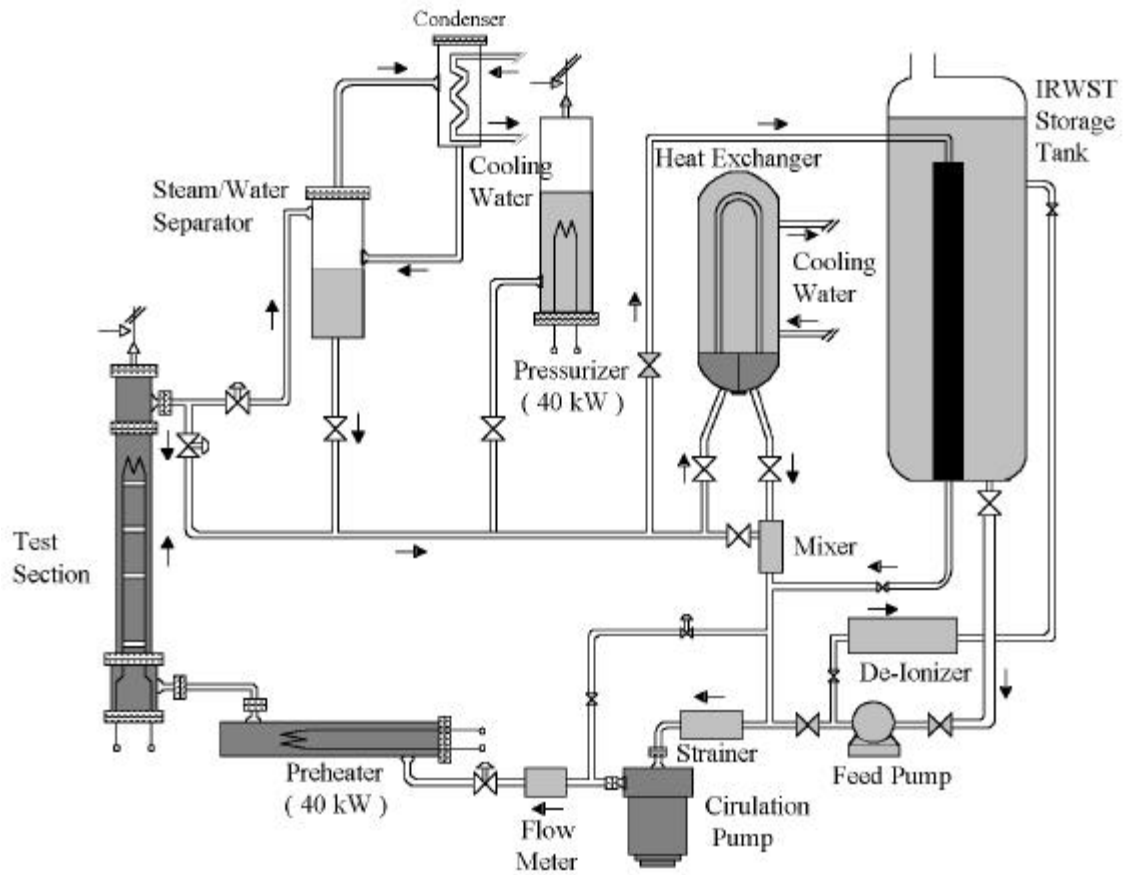 Condenser
IRWST
Storage
Tank
Heat Exchanger
Cooling
Water
Steam/Water
Separator
Cooling
Water
Pressurizer
( 40 kW )
Test
Section
Mixer
De-Ionizer
Strainer
Feed Pump
Preheater
( 40 kW )
Cirulation
Pump
Flow
Meter